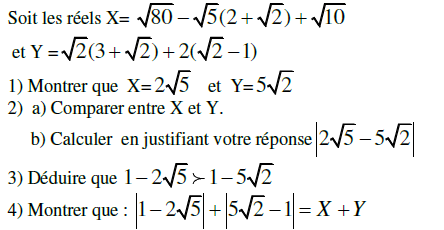 Soit les réels X= √80 − √5(2 + √2) + √10
et Y = √2(3 + √2) + 2(√2 − 1)
1) Montrer que X= 2√5 et Y= 5√2
2) a) Comparer entre X et Y.
b) Calculer en justifiant votre réponse |2√5 − 5√2|
3) Déduire que 1 − 2√5 ≻ 1 − 5√2
4) Montrer que : |1 − 2√5| + |5√2 − 1| = X + Y